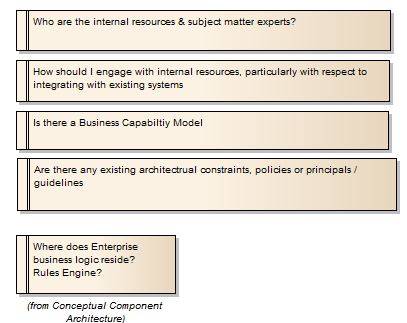 Who are the internal resources & subject matter experts?
How should I engage with internal resources, particularly with respect to
integrating with existing systems
Is there a Business Capabiltiy Model
Are there any existing architectrual constraints, policies or principals /
guidelines
Where does Enterprise
business logic reside?
Rules Engine?
(from Conceptual Component
Architecture)